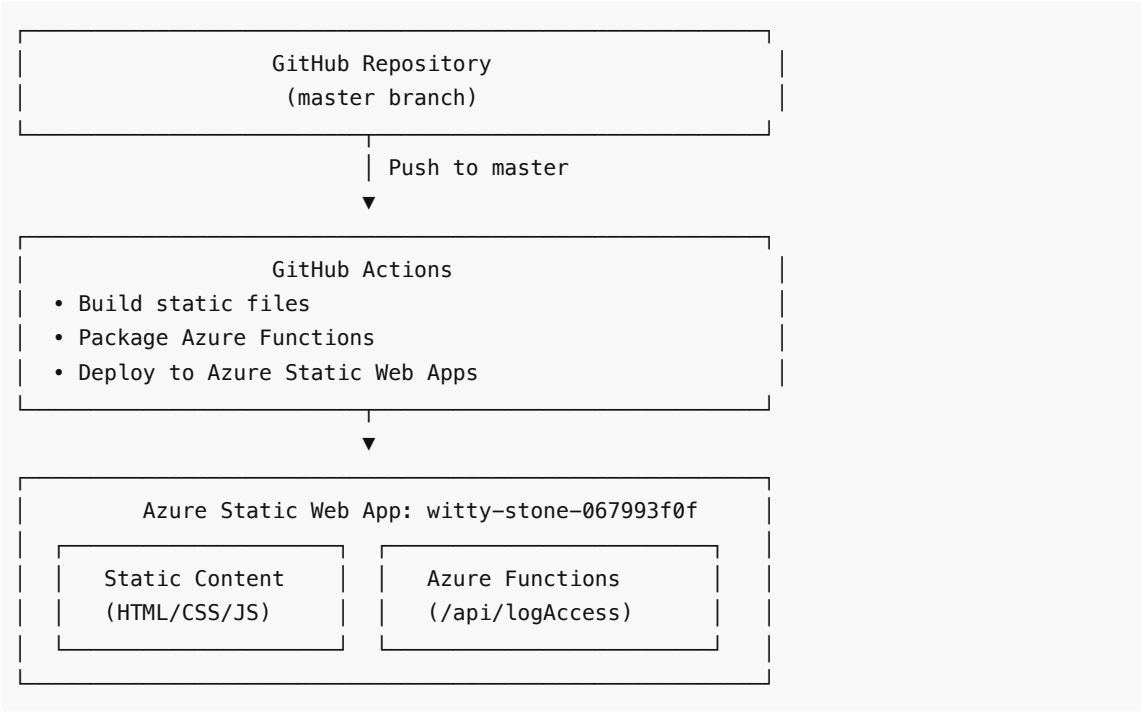 GitHub Repository
(master branch)
Push to master
GitHub Actions
• Build static files
• Package Azure Functions
• Deploy to Azure Static Web Apps
Azure Static Web App: witty-stone-067993f0f
Static Content
Azure Functions
(HTML/CSS/JS)
(/api/logAccess)